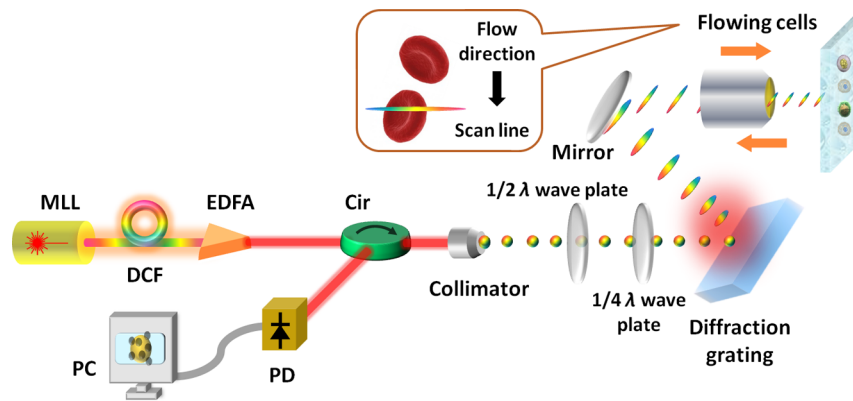 Flow
direction
Scan line
Flowing cells
Mirror
MLL
EDFA
Cir
1/2 λ wave plate
DCF
Collimator
1/4 λ wave
plate
Diffraction
grating
PC
PD